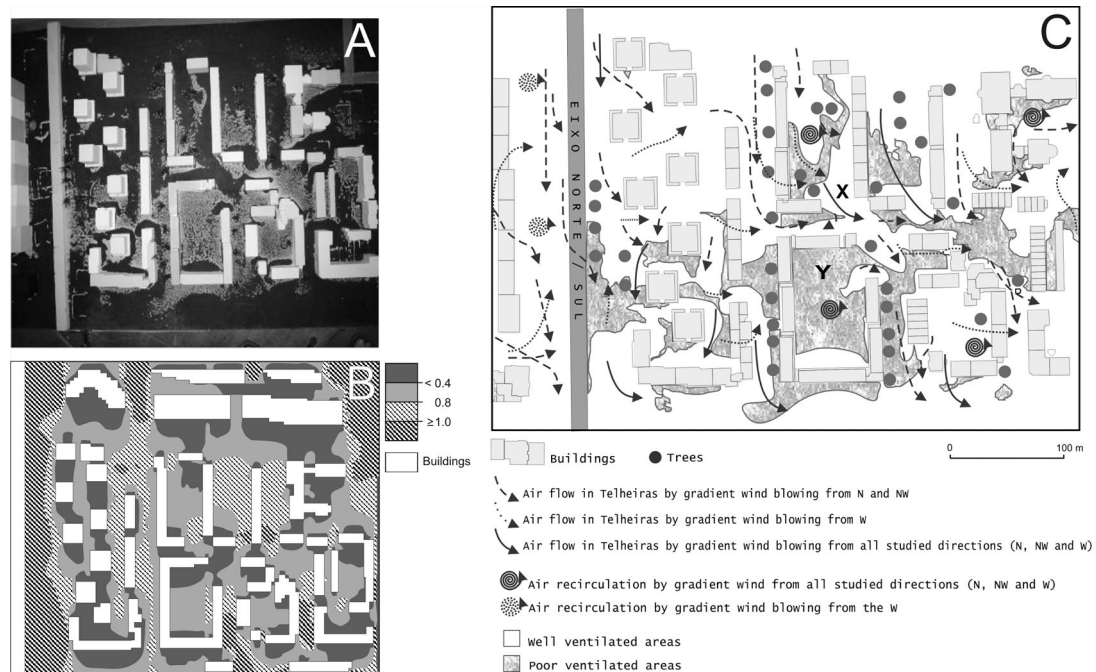 A
B
< 0.4
0.8
≥1.0
Buildings
C
EIXO NORTE / SUL
X
Y
Buildings
Trees
0 100 m
Air flow in Telheiras by gradient wind blowing from N and NW
Air flow in Telheiras by gradient wind blowing from W
Air flow in Telheiras by gradient wind blowing from all studied directions (N, NW and W)
Air recirculation by gradient wind from all studied directions (N, NW and W)
Air recirculation by gradient wind blowing from the W
Well ventilated areas
Poor ventilated areas